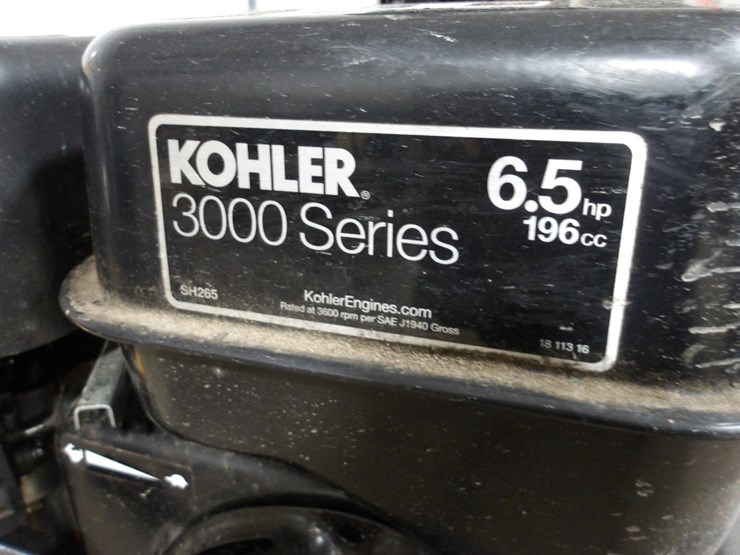 KOHLER®
3000 Series
6.5 hp
196cc
SH265
KohlerEngines.com
Rated at 3600 rpm per SAE J1940 Gross
18 113 16